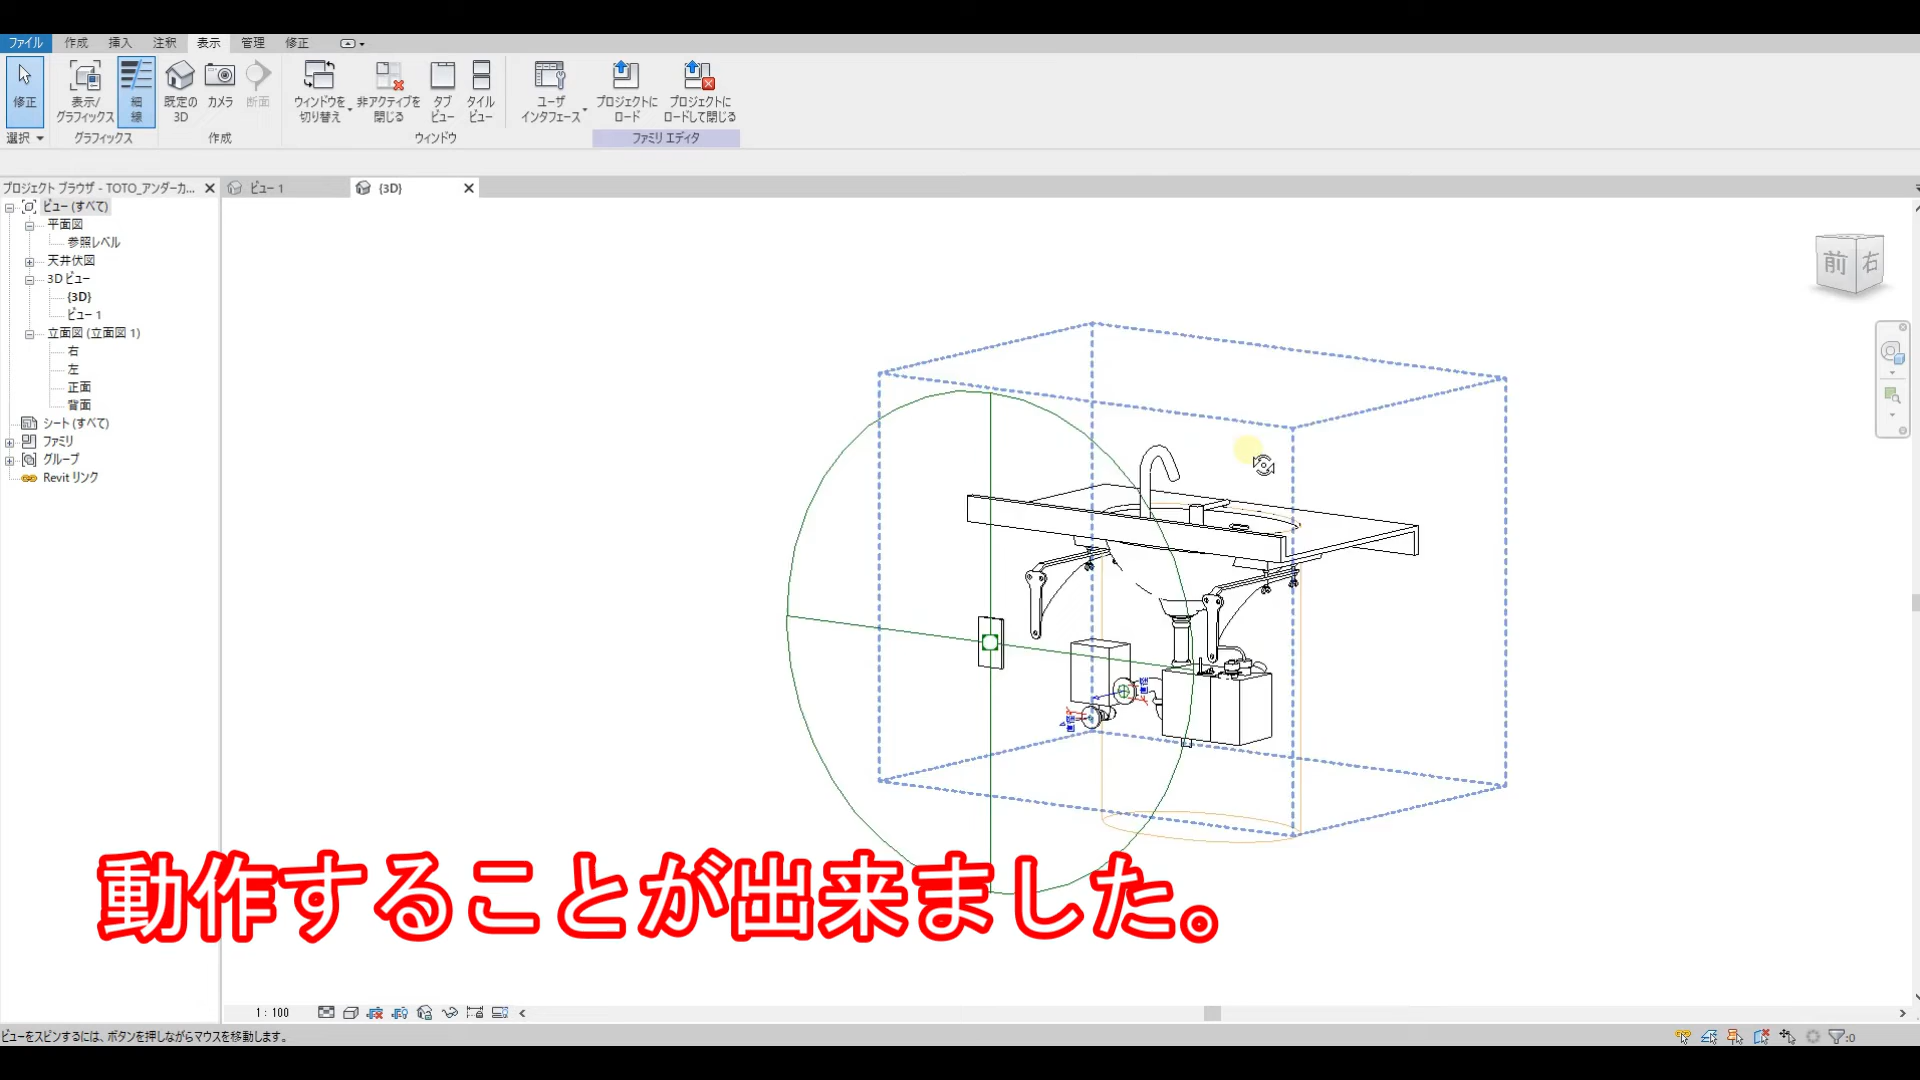 ファイル 作成 挿入 注釈 表示 管理 修正
修正
表示/
グラフィックス
細
線
既定の
3D
カメラ
断面
ウィンドウを
切り替え
非アクティブを
閉じる
タブ
ビュー
タイル
ビュー
ユーザ
インタフェース
プロジェクトに
ロード
プロジェクトに
ロードして閉じる
選択 グラフィックス 作成 ウィンドウ ファミリ エディタ
プロジェクト ブラウザ - TOTO_アンダーカ...
ビュー 1
{3D}
ビュー (すべて)
平面図
参照レベル
天井伏図
3D ビュー
{3D}
ビュー 1
立面図 (立面図 1)
右
左
正面
背面
シート (すべて)
ファミリ
グループ
Revit リンク
前 右
動作することが出来ました。
1 : 100
ビューをスピンするには、ボタンを押しながらマウスを移動します。
:0